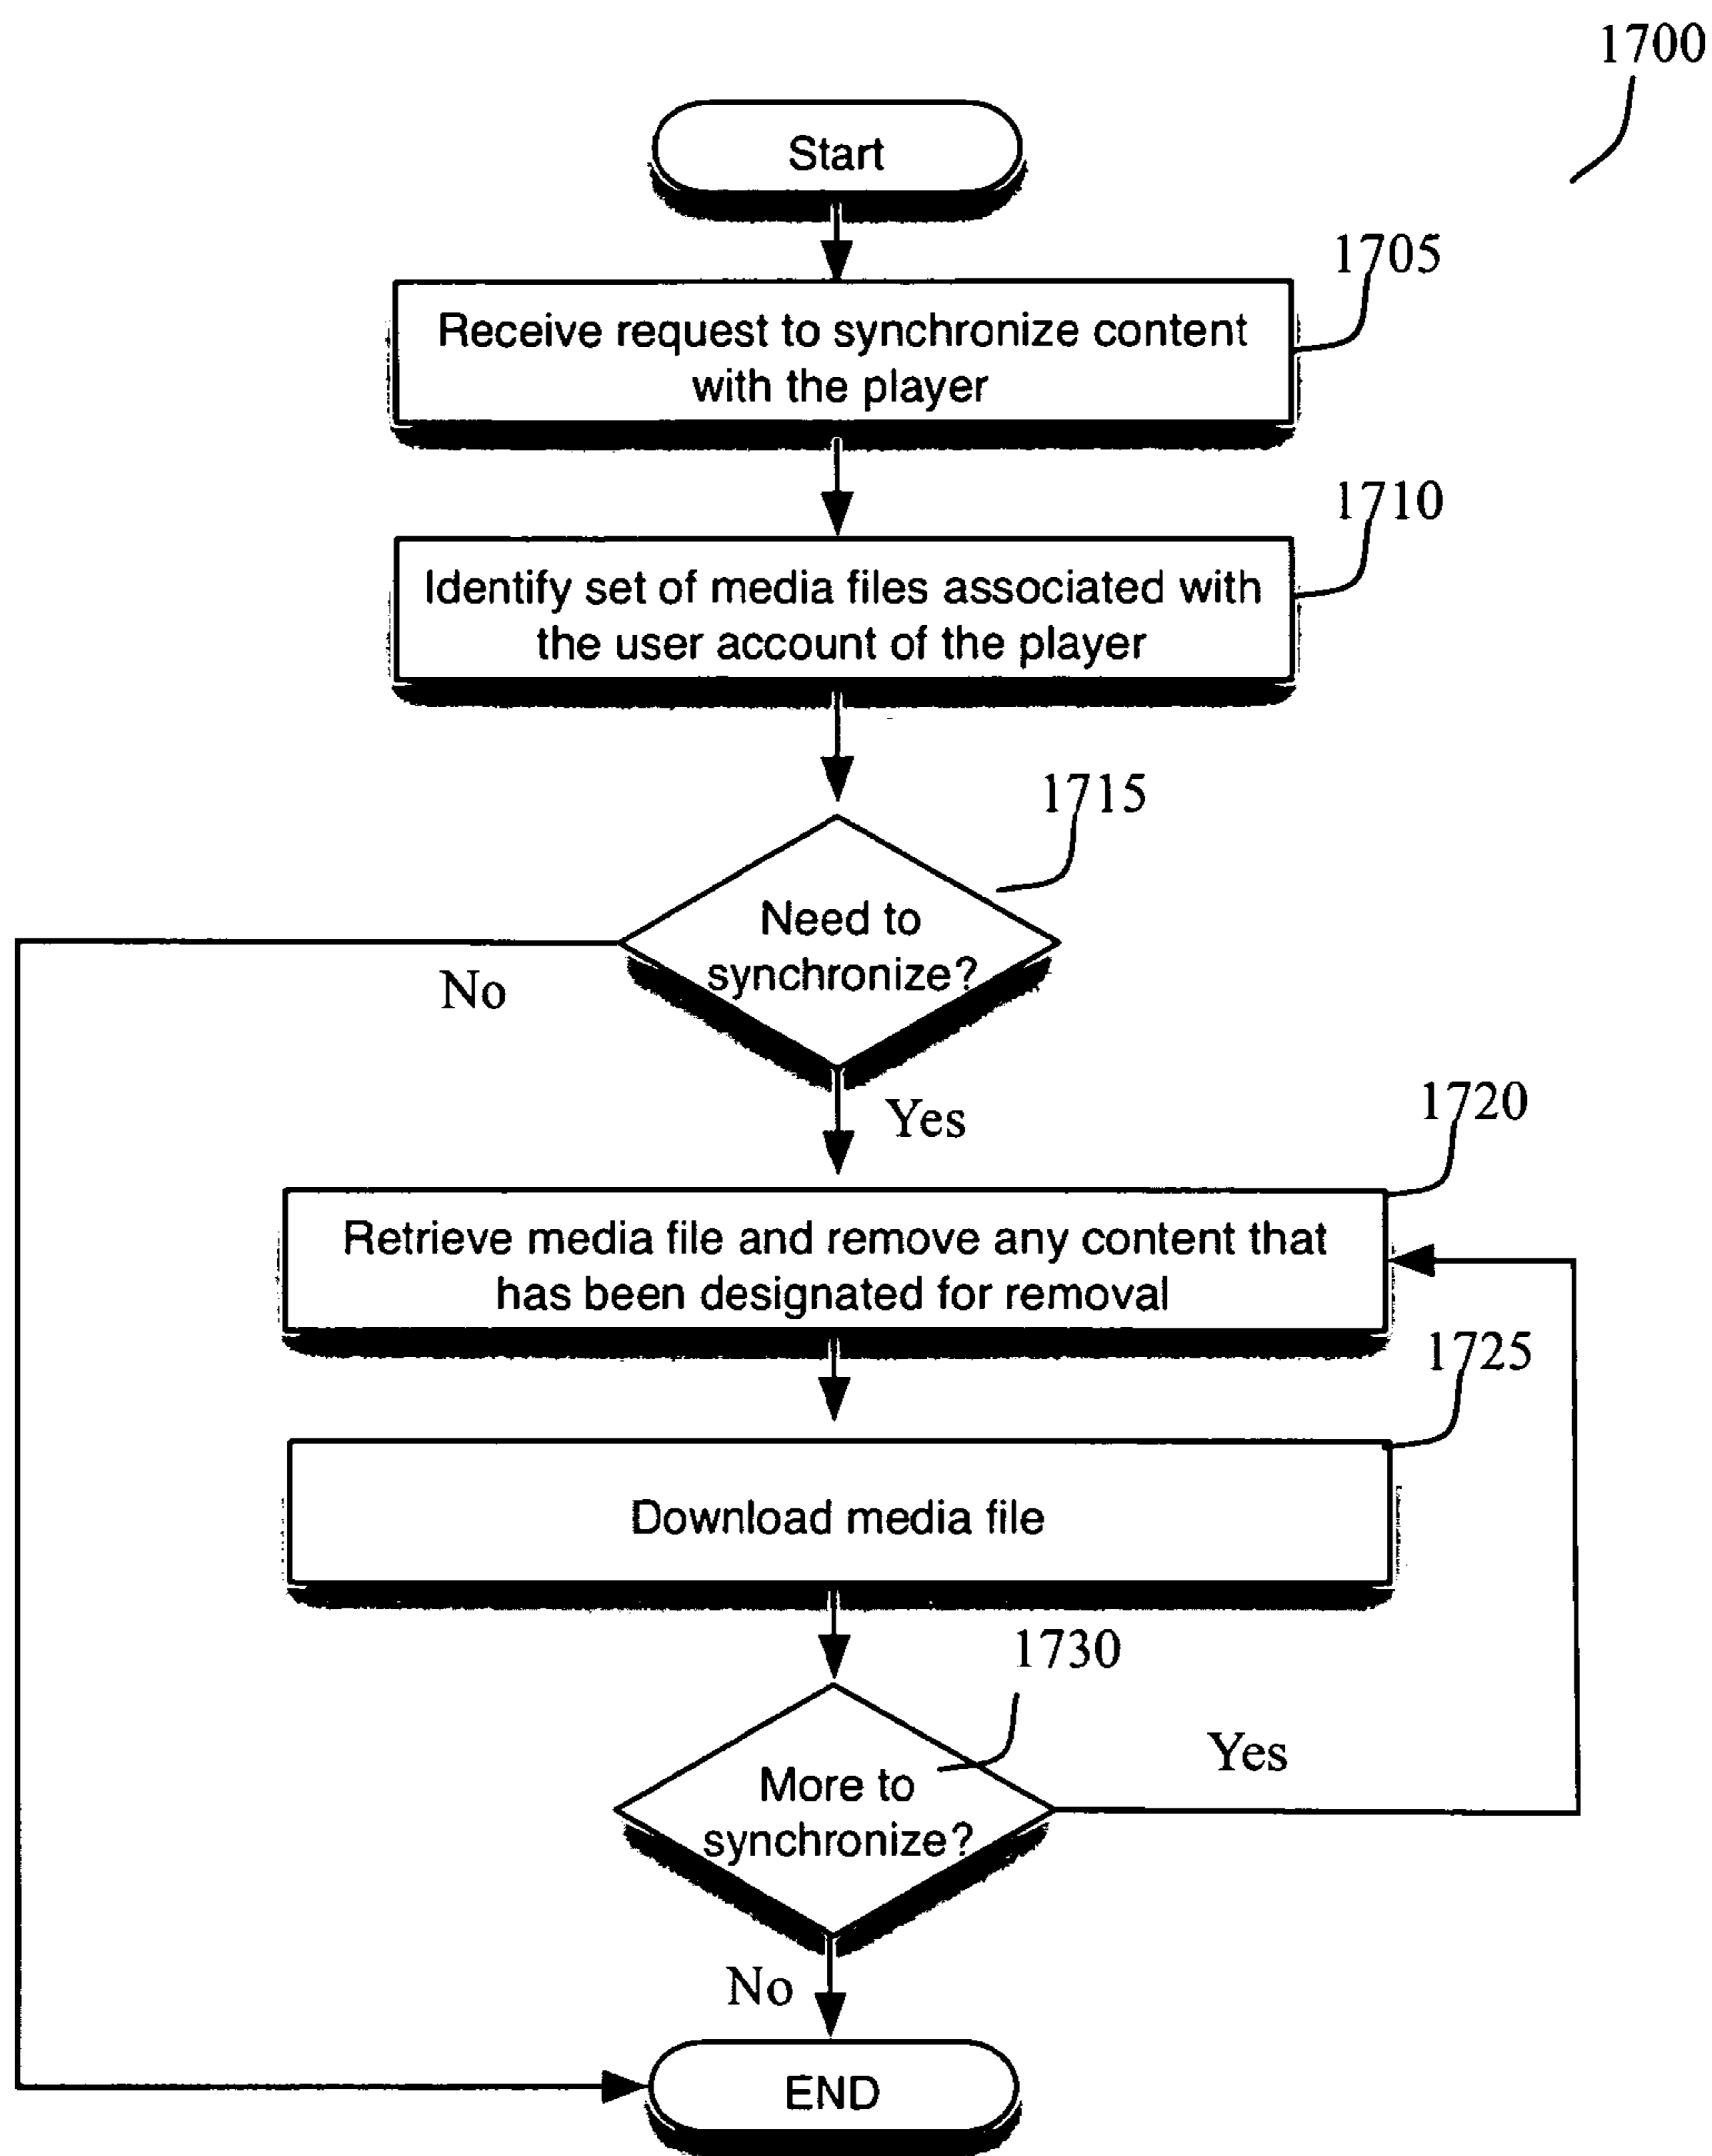 1700
Start
1705
Receive request to synchronize content
with the player
1710
Identify set of media files associated with
the user account of the player
1715
Need to
synchronize?
No
Yes
1720
Retrieve media file and remove any content that
has been designated for removal
1725
Download media file
1730
More to
synchronize?
Yes
No
END